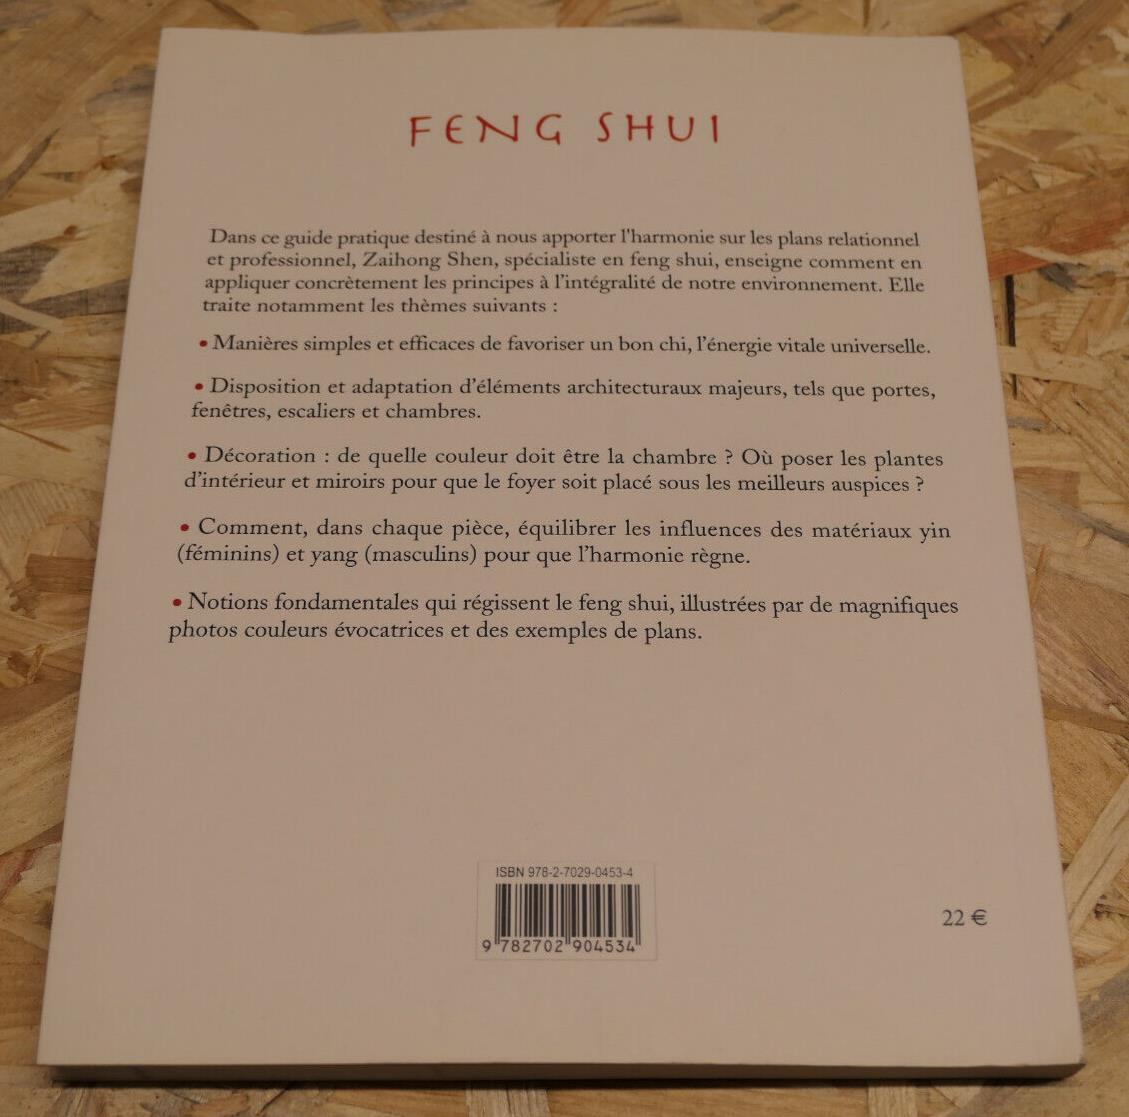 FENG SHUI
Dans ce guide pratique destiné à nous apporter l'harmonie sur les plans relationnel
et professionnel, Zaihong Shen, spécialiste en feng shui, enseigne comment en
appliquer concrètement les principes à l'intégralité de notre environnement. Elle
traite notamment les thèmes suivants :
• Manières simples et efficaces de favoriser un bon chi, l'énergie vitale universelle.
• Disposition et adaptation d'éléments architecturaux majeurs, tels que portes,
fenêtres, escaliers et chambres.
• Décoration : de quelle couleur doit être la chambre ? Où poser les plantes
d'intérieur et miroirs pour que le foyer soit placé sous les meilleurs auspices ?
• Comment, dans chaque pièce, équilibrer les influences des matériaux yin
(féminins) et yang (masculins) pour que l'harmonie règne.
• Notions fondamentales qui régissent le feng shui, illustrées par de magnifiques
photos couleurs évocatrices et des exemples de plans.
ISBN 978-2-7029-0453-4
9 782702 904534
22 €